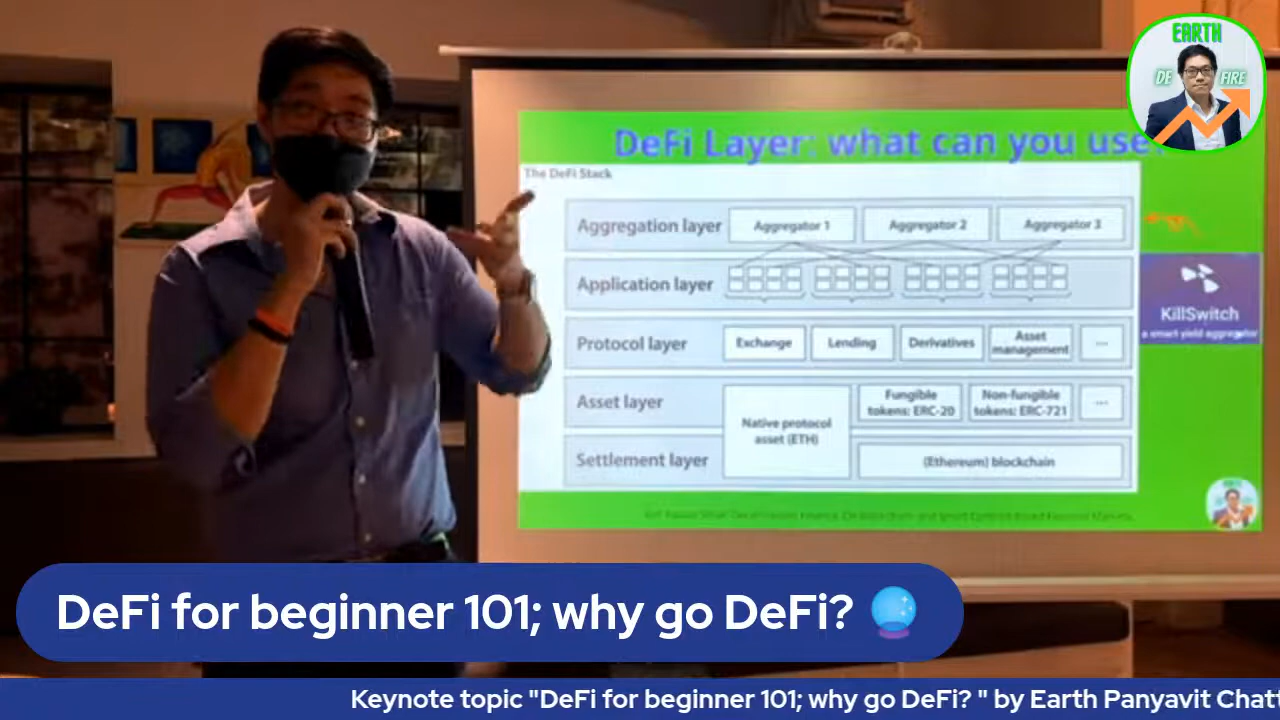 EARTH
DE FIRE
DeFi Layer: what can you use?
The DeFi Stack
Aggregation layer
Aggregator 1
Aggregator 2
Aggregator 3
Application layer
KillSwitch
a smart yield aggregator
Protocol layer
Exchange
Lending
Derivatives
Asset
management
...
Asset layer
Native protocol
asset (ETH)
Fungible
tokens: ERC-20
Non-fungible
tokens: ERC-721
...
Settlement layer
(Ethereum) blockchain
DeFi for beginner 101; why go DeFi? 🔮
Keynote topic "DeFi for beginner 101; why go DeFi? " by Earth Panyavit Chatt